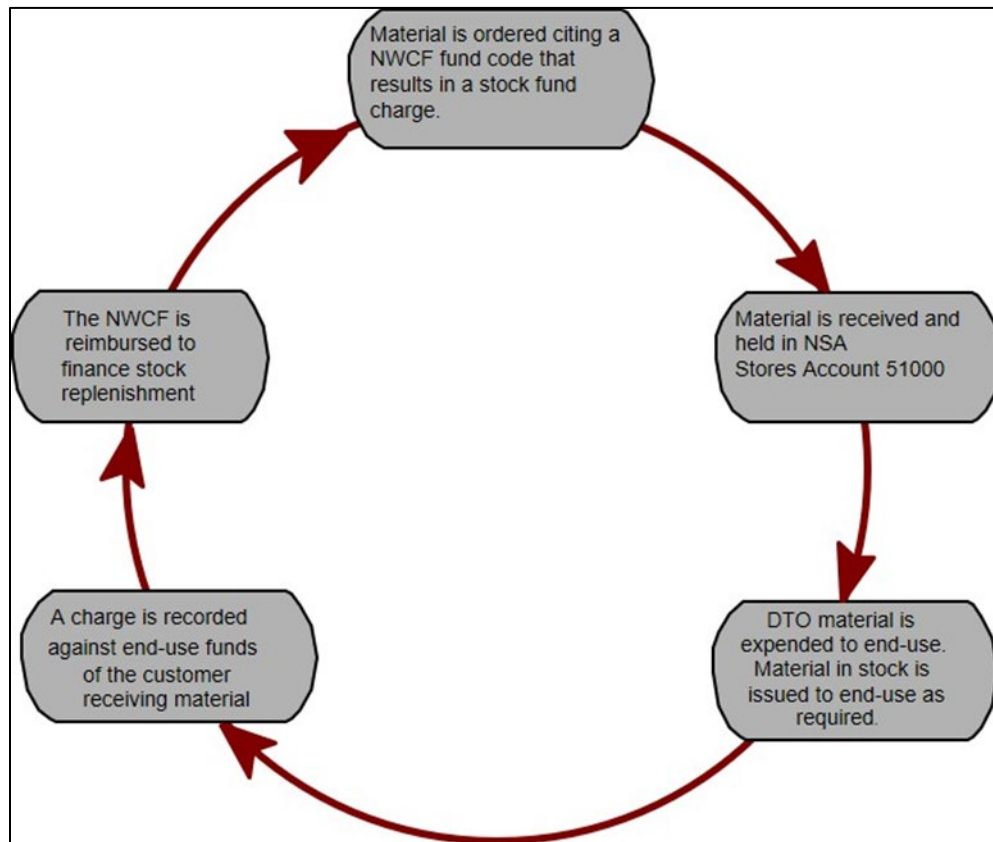 Material is ordered citing a
NWCF fund code that
results in a stock fund
charge.
Material is received and
held in NSA
Stores Account 51000
DTO material is
expended to end-use.
Material in stock is
issued to end-use as
required.
A charge is recorded
against end-use funds
of the customer
receiving material
The NWCF is
reimbursed to
finance stock
replenishment